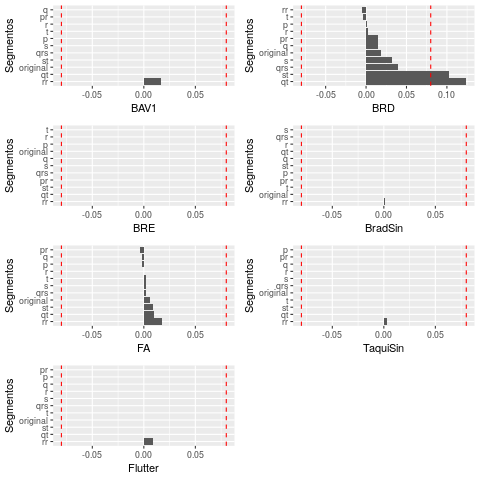 Segmentos
q
pr
r
t
p
s
qrs
st
original
qt
rr
-0.05 0.00 0.05
BAV1
Segmentos
rr
t
p
r
pr
q
original
s
qrs
st
qt
-0.05 0.00 0.05 0.10
BRD
Segmentos
t
r
p
original
q
s
qrs
pr
st
qt
rr
-0.05 0.00 0.05
BRE
Segmentos
s
qrs
r
qt
q
st
p
pr
t
original
rr
-0.05 0.00 0.05
BradSin
Segmentos
pr
q
p
r
t
s
qrs
original
st
qt
rr
-0.05 0.00 0.05
FA
Segmentos
p
pr
q
r
s
qrs
original
t
st
qt
rr
-0.05 0.00 0.05
TaquiSin
Segmentos
pr
p
q
r
s
qrs
t
original
st
qt
rr
-0.05 0.00 0.05
Flutter